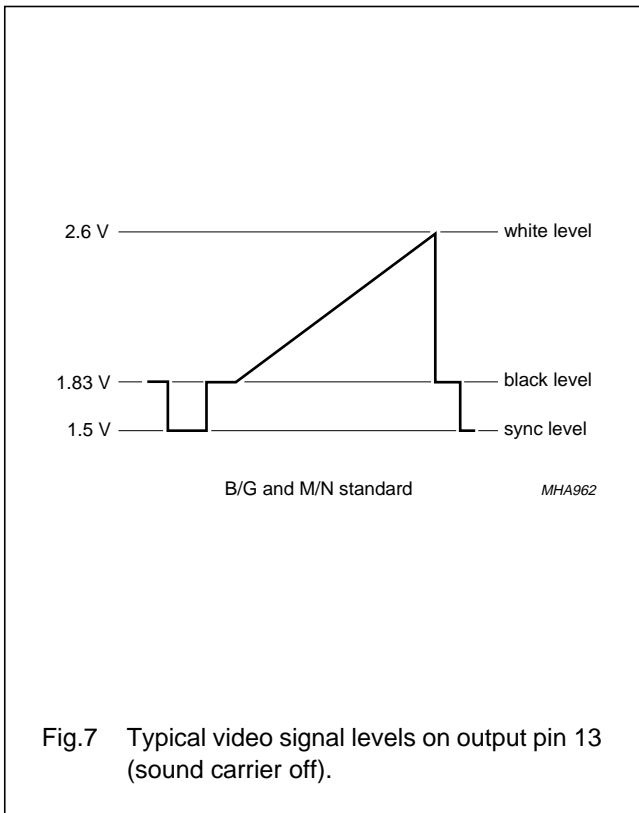 2.6 V
white level
1.83 V
black level
1.5 V
sync level
B/G and M/N standard
MHA962
Fig.7 Typical video signal levels on output pin 13
(sound carrier off).